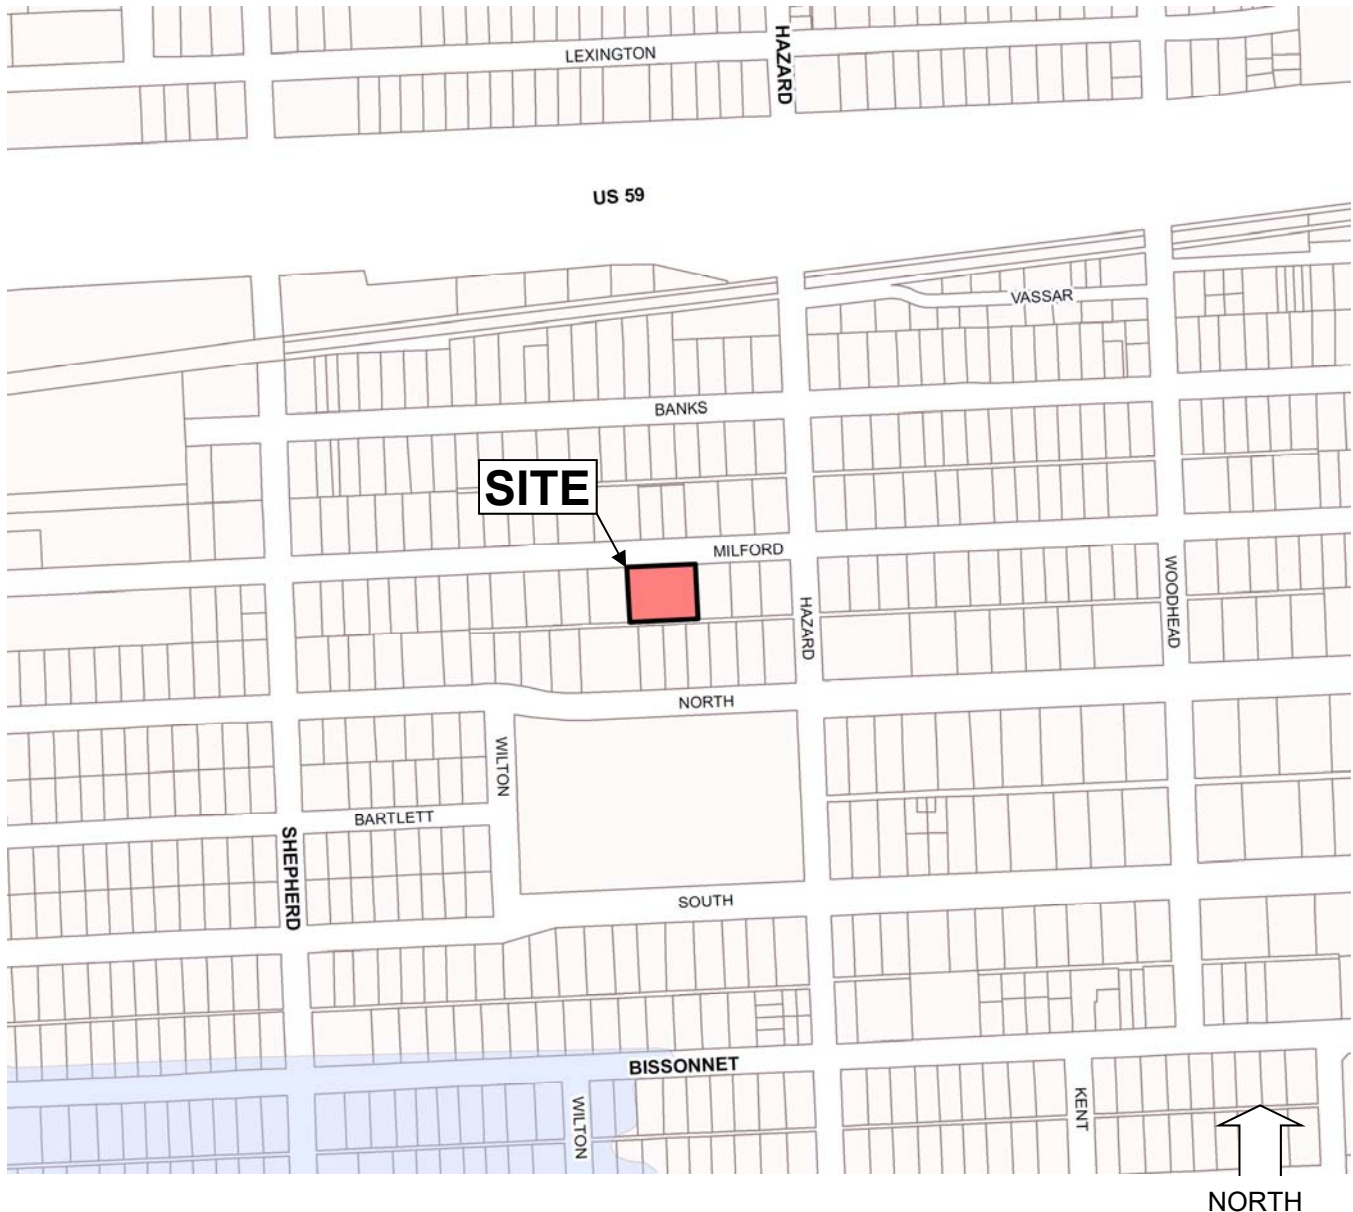 HAZARD
LEXINGTON
US 59
VASSAR
BANKS
SITE
MILFORD
HAZARD
WOODHEAD
NORTH
WILTON
BARTLETT
SHEPHERD
SOUTH
BISSONNET
WILTON
KENT
NORTH